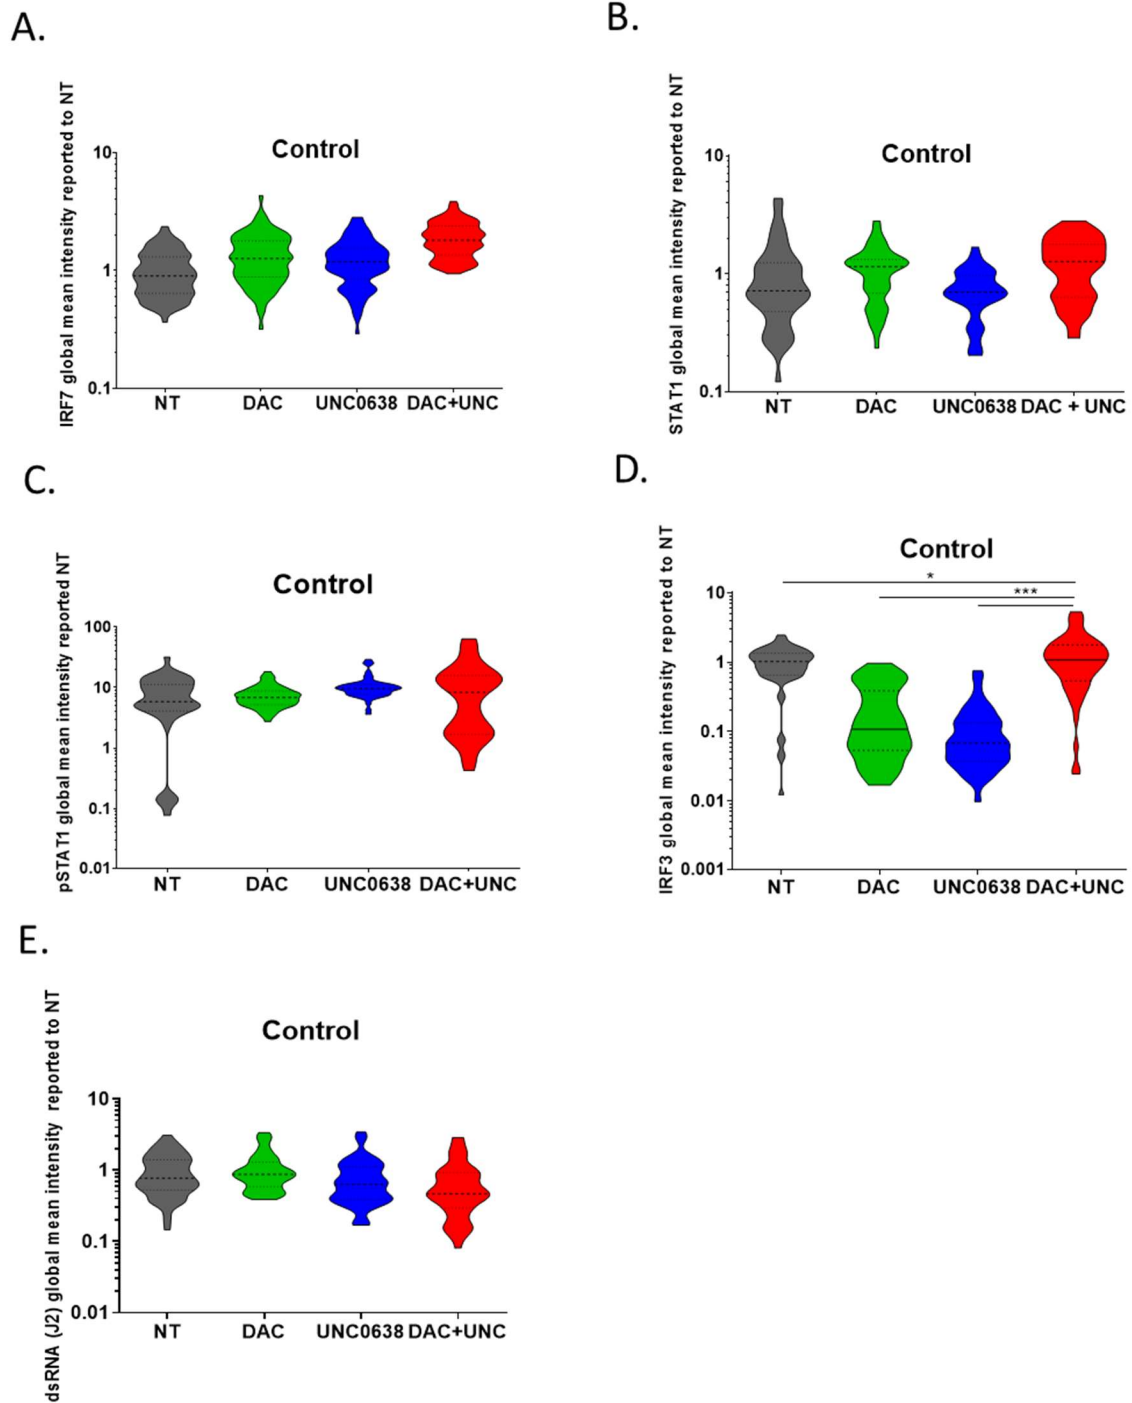 A.
IRF7 global mean intensity reported to NT
Control
10
1
0.1
NT DAC UNC0638 DAC+UNC
B.
STAT1 global mean intensity reported to NT
Control
10
1
0.1
NT DAC UNC0638 DAC + UNC
C.
pSTAT1 global mean intensity reported NT
Control
100
10
1
0.1
0.01
NT DAC UNC0638 DAC+UNC
D.
IRF3 global mean intensity reported to NT
Control
*
***
10
1
0.1
0.01
0.001
NT DAC UNC0638 DAC+UNC
E.
dsRNA (J2) global mean intensity reported to NT
Control
10
1
0.1
0.01
NT DAC UNC0638 DAC+UNC